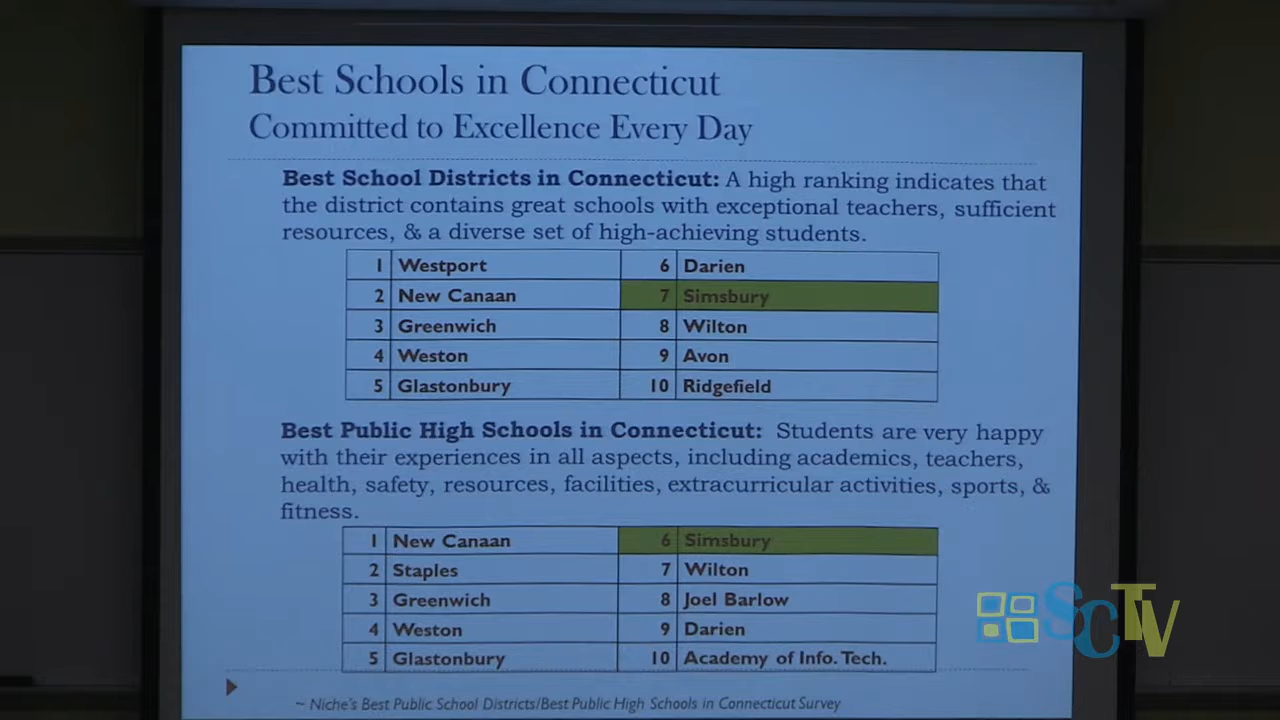 Best Schools in Connecticut
Committed to Excellence Every Day
Best School Districts in Connecticut: A high ranking indicates that
the district contains great schools with exceptional teachers, sufficient
resources, & a diverse set of high-achieving students.
1 Westport 6 Darien
2 New Canaan 7 Simsbury
3 Greenwich 8 Wilton
4 Weston 9 Avon
5 Glastonbury 10 Ridgefield
Best Public High Schools in Connecticut: Students are very happy
with their experiences in all aspects, including academics, teachers,
health, safety, resources, facilities, extracurricular activities, sports, &
fitness.
1 New Canaan 6 Simsbury
2 Staples 7 Wilton
3 Greenwich 8 Joel Barlow
4 Weston 9 Darien
5 Glastonbury 10 Academy of Info. Tech.
SCTV
~ Niche's Best Public School Districts/Best Public High Schools in Connecticut Survey